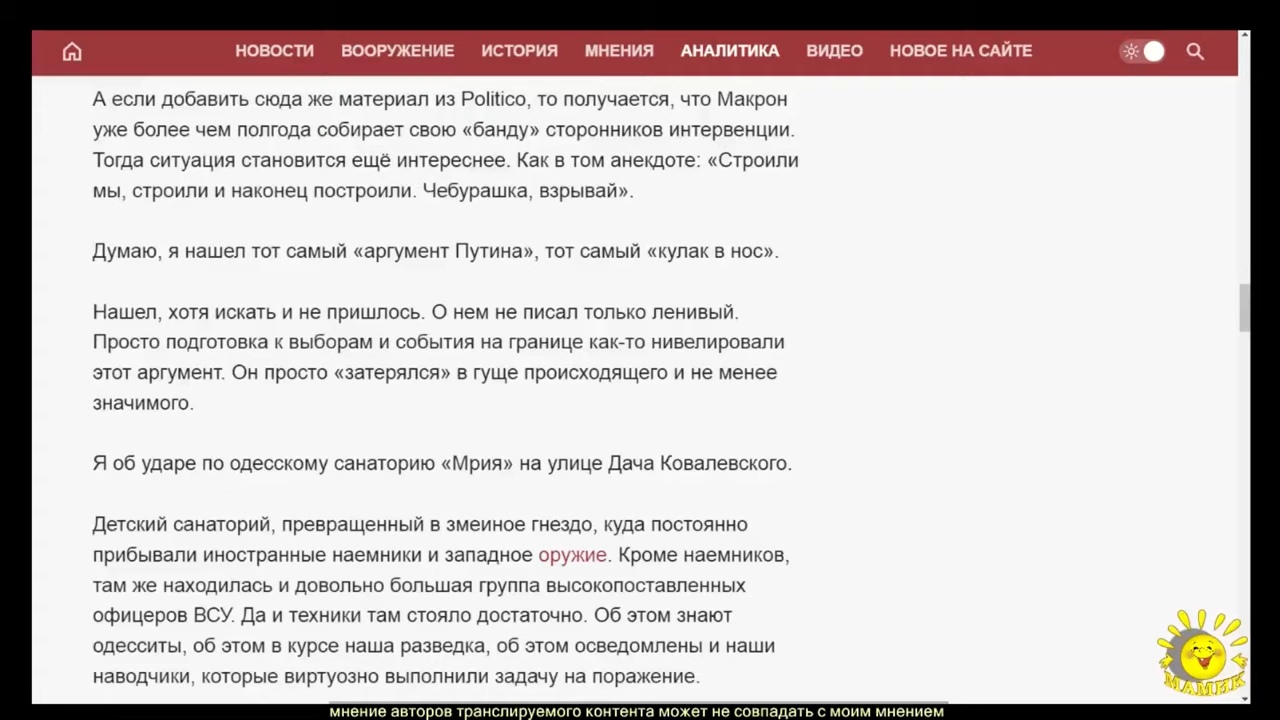 НОВОСТИ ВООРУЖЕНИЕ ИСТОРИЯ МНЕНИЯ АНАЛИТИКА ВИДЕО НОВОЕ НА САЙТЕ
А если добавить сюда же материал из Politico, то получается, что Макрон
уже более чем полгода собирает свою «банду» сторонников интервенции.
Тогда ситуация становится ещё интереснее. Как в том анекдоте: «Строили
мы, строили и наконец построили. Чебурашка, взрывай».
Думаю, я нашел тот самый «аргумент Путина», тот самый «кулак в нос».
Нашел, хотя искать и не пришлось. О нем не писал только ленивый.
Просто подготовка к выборам и события на границе как-то нивелировали
этот аргумент. Он просто «затерялся» в гуще происходящего и не менее
значимого.
Я об ударе по одесскому санаторию «Мрия» на улице Дача Ковалевского.
Детский санаторий, превращенный в змеиное гнездо, куда постоянно
прибывали иностранные наемники и западное оружие. Кроме наемников,
там же находилась и довольно большая группа высокопоставленных
офицеров ВСУ. Да и техники там стояло достаточно. Об этом знают
одесситы, об этом в курсе наша разведка, об этом осведомлены и наши
наводчики, которые виртуозно выполнили задачу на поражение.
МАМИК
мнение авторов транслируемого контента может не совпадать с моим мнением